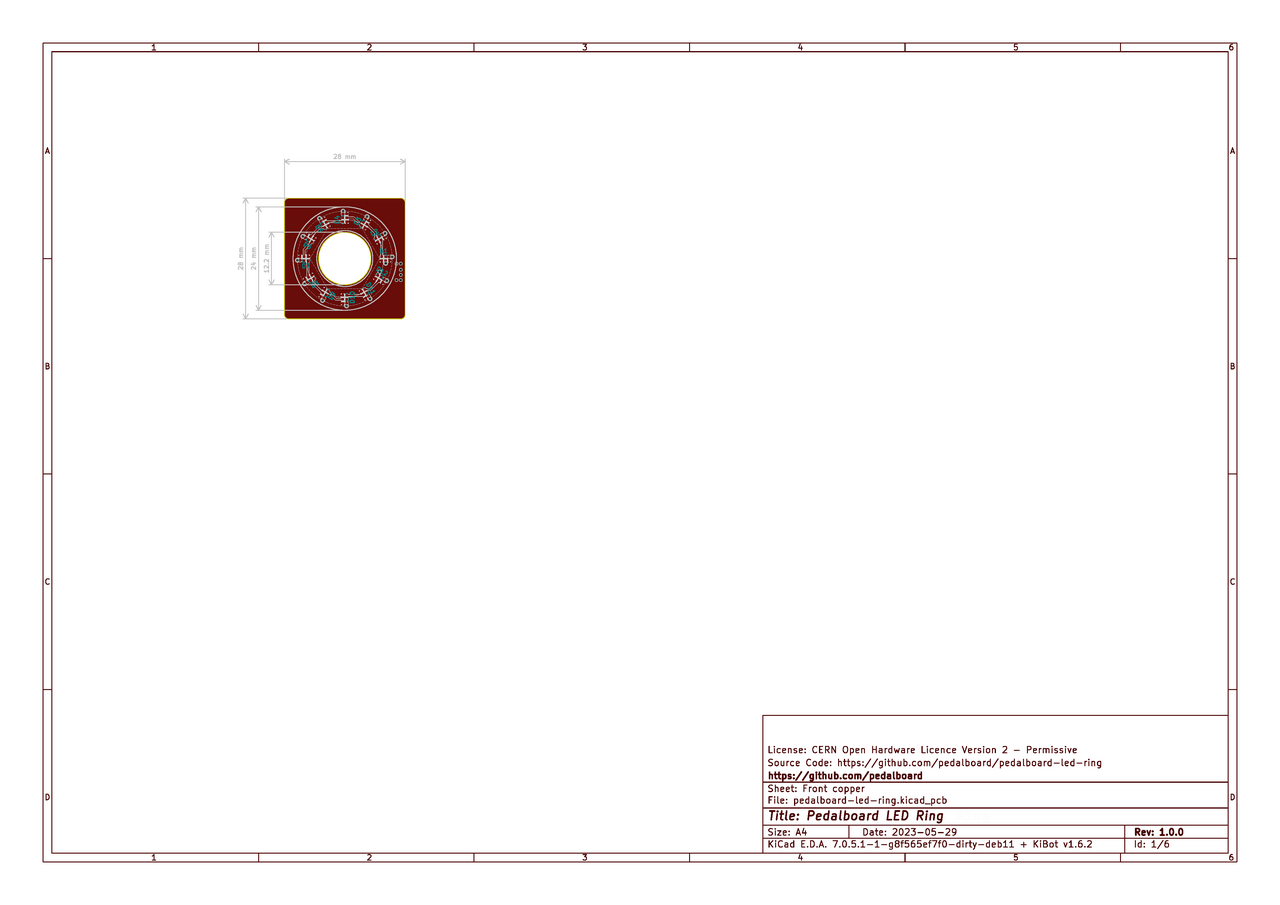 1 2 3 4 5 6
A A
28 mm
28 mm
24 mm
12.2 mm
B B
C C
License: CERN Open Hardware Licence Version 2 - Permissive
Source Code: https://github.com/pedalboard/pedalboard-led-ring
https://github.com/pedalboard
Sheet: Front copper
D D
File: pedalboard-led-ring.kicad_pcb
Title: Pedalboard LED Ring
Size: A4 Date: 2023-05-29 Rev: 1.0.0
KiCad E.D.A. 7.0.5.1-1-g8f565ef7f0-dirty-deb11 + KiBot v1.6.2 Id: 1/6
1 2 3 4 5 6